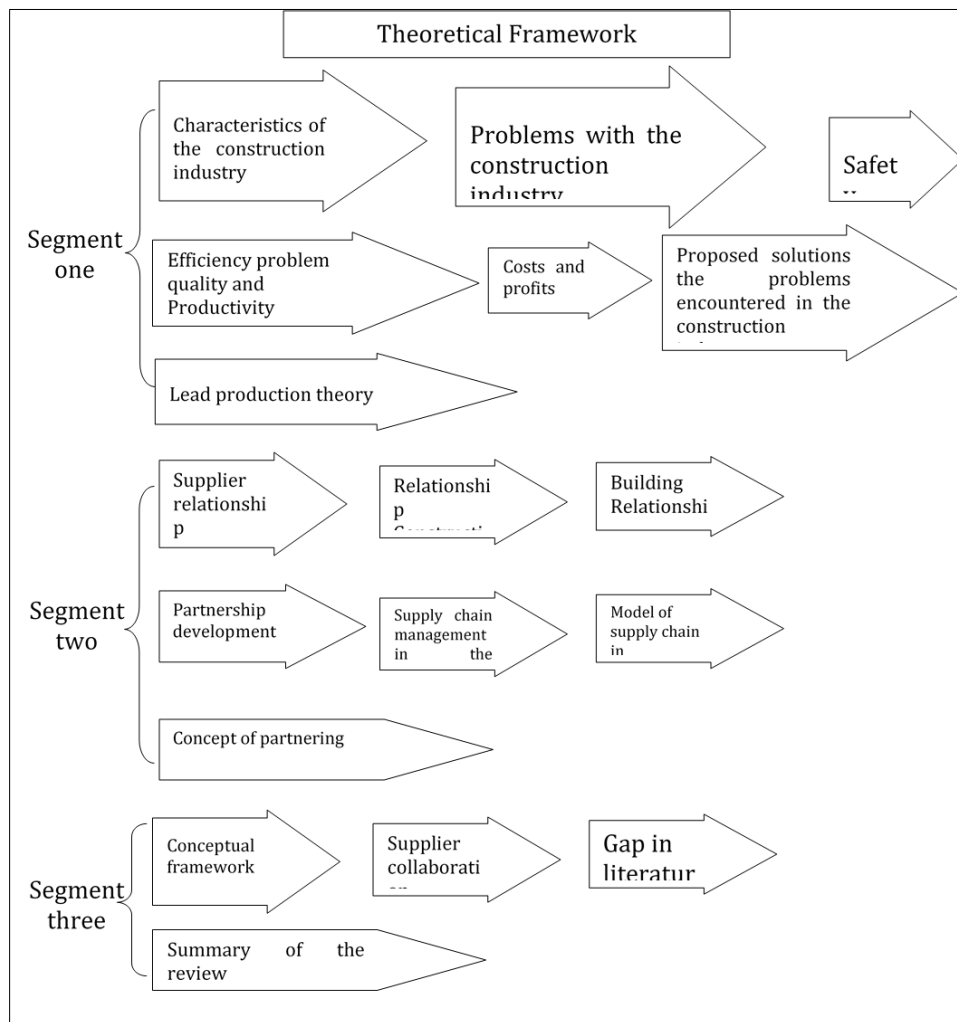 Theoretical Framework
Segment
one
Characteristics of
the construction
industry
Problems with the
construction
industry
Safet
Efficiency problem
quality and
Productivity
Costs and
profits
Proposed solutions
the problems
encountered in the
construction
Lead production theory
Segment
two
Supplier
relationshi
p
Relationshi
p
Building
Relationshi
Partnership
development
Supply chain
management
in the
Model of
supply chain
in
Concept of partnering
Segment
three
Conceptual
framework
Supplier
collaborati
Gap in
literatur
Summary of the
review